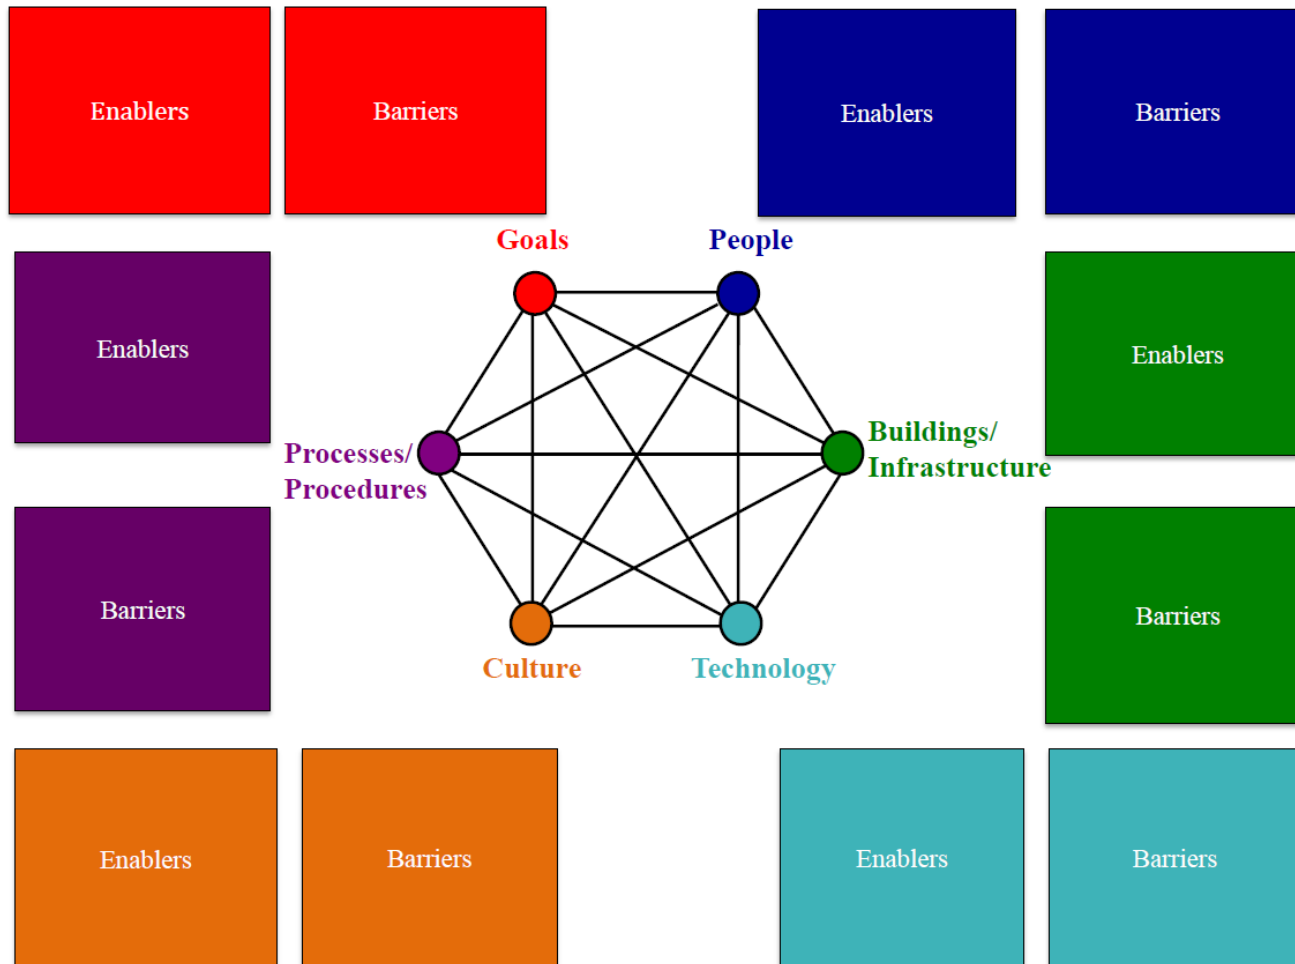 Enablers
Barriers
Enablers
Barriers
Goals
People
Enablers
Enablers
Processes/
Procedures
Buildings/
Infrastructure
Barriers
Barriers
Culture
Technology
Enablers
Barriers
Enablers
Barriers